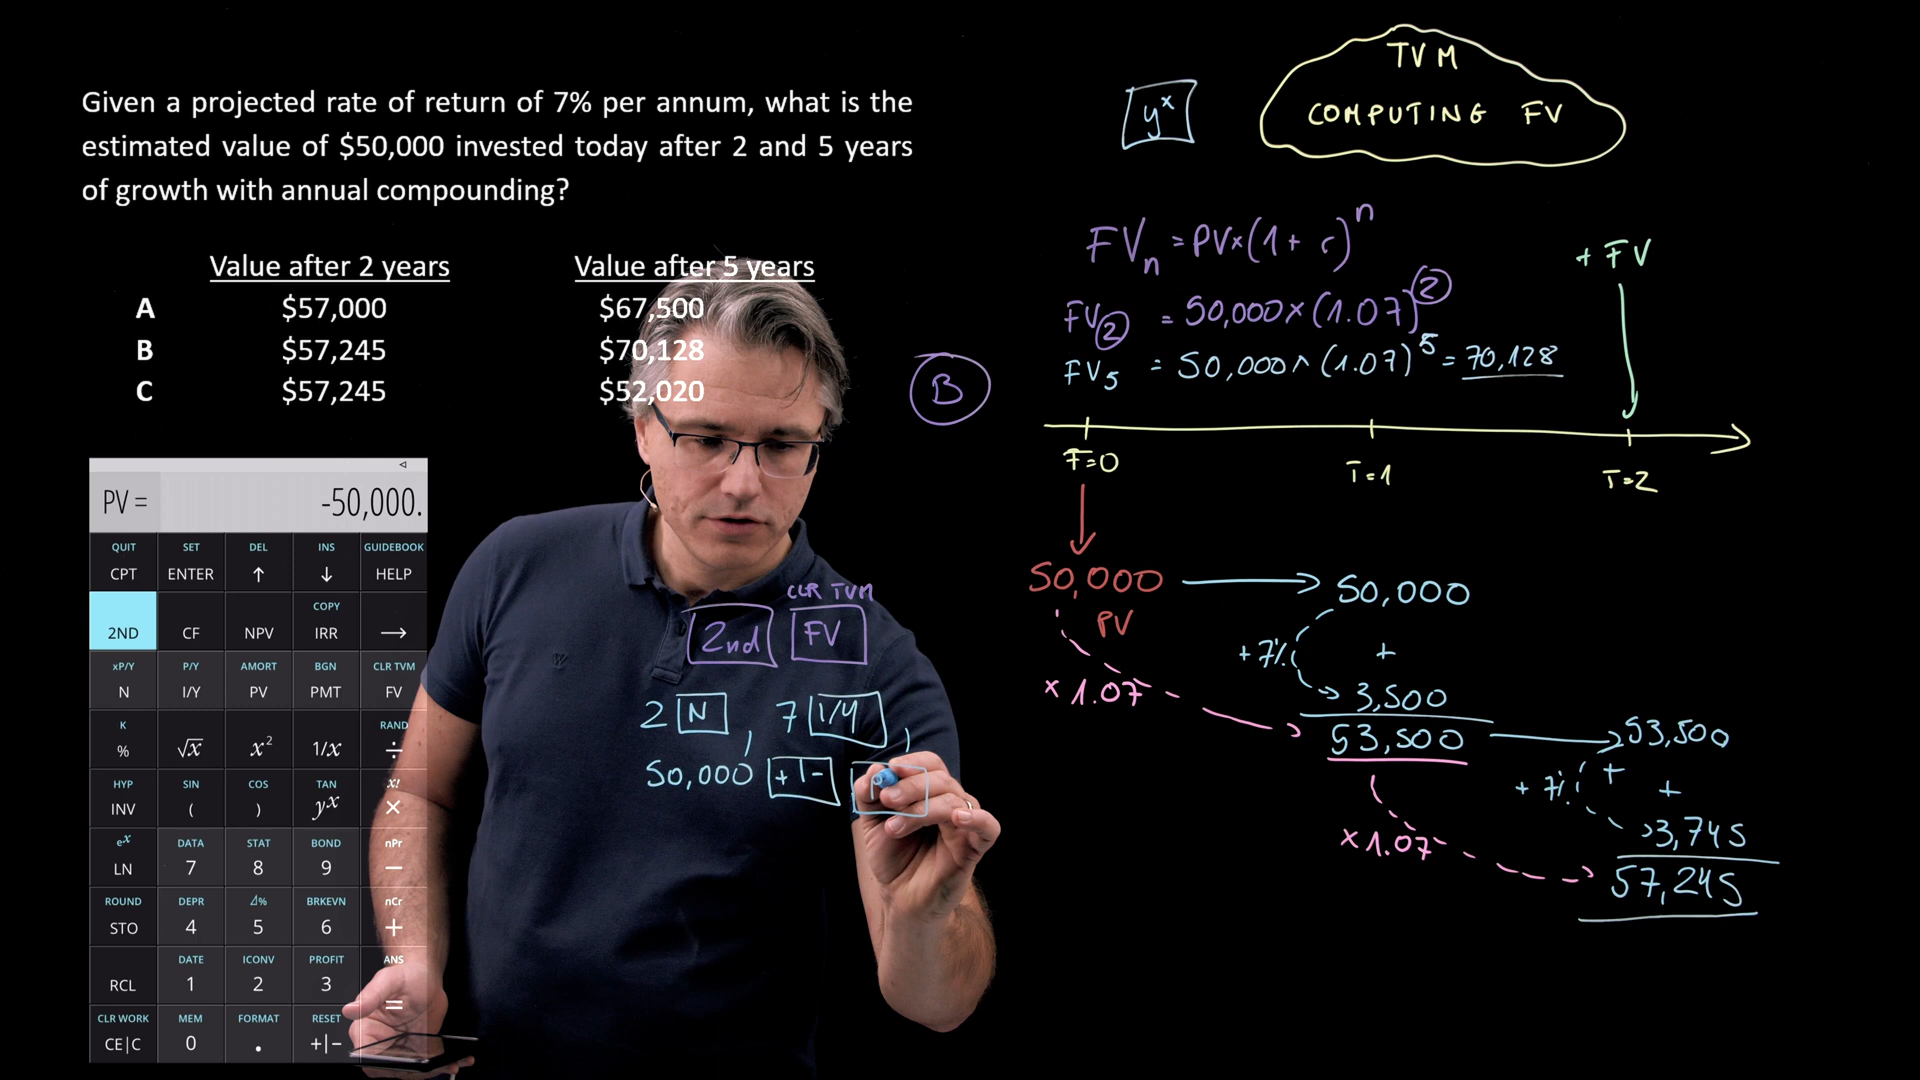 Given a projected rate of return of 7% per annum, what is the
estimated value of $50,000 invested today after 2 and 5 years
of growth with annual compounding?
Value after 2 years Value after 5 years
A $57,000 $67,500
B $57,245 $70,128
C $57,245 $52,020
B
PV = -50,000.
QUIT SET DEL INS GUIDEBOOK
CPT ENTER ↑ ↓ HELP
COPY
2ND CF NPV IRR →
xP/Y P/Y AMORT BGN CLR TVM
N I/Y PV PMT FV
K RAND
% √x x² 1/x ÷
HYP SIN COS TAN x!
INV ( ) yˣ ×
eˣ DATA STAT BOND nPr
LN 7 8 9 −
ROUND DEPR Δ% BRKEVN nCr
STO 4 5 6 +
DATE ICONV PROFIT ANS
RCL 1 2 3 =
CLR WORK MEM FORMAT RESET
CE|C 0 . +|−
CLR TVM
2nd FV
2 N, 7 I/Y,
50,000 +|-
yˣ
TVM
COMPUTING FV
FVn = PV×(1+r)ⁿ
FV2 = 50,000×(1.07)²
FV5 = 50,000×(1.07)⁵ = 70,128
+ FV
T=0 T=1 T=2
50,000 → 50,000
PV
+7% +
×1.07 3,500
53,500 → 53,500
+
+7% +
×1.07 3,745
57,245